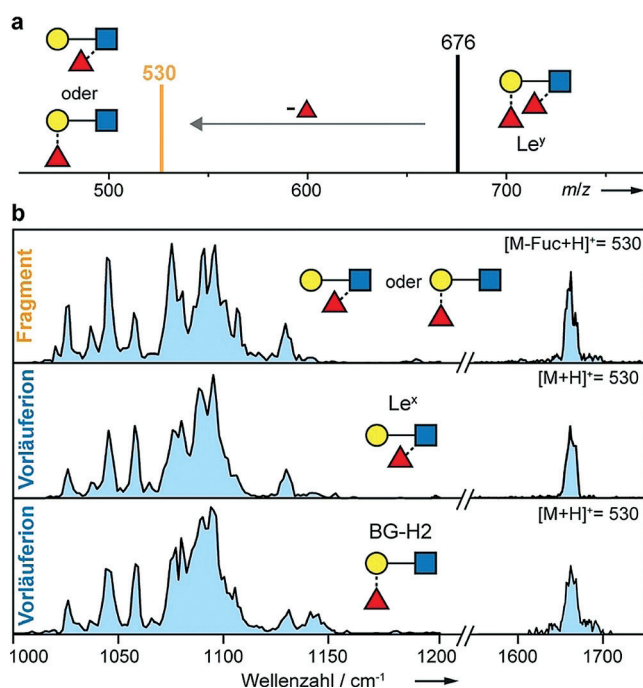 a
530
oder
676
Le^y
500
600
700
m/z
b
Fragment
[M-Fuc+H]+= 530
oder
Vorläuferion
[M+H]+= 530
Le^x
Vorläuferion
[M+H]+= 530
BG-H2
1000
1050
1100
1150
1200
1600
1700
Wellenzahl / cm-1